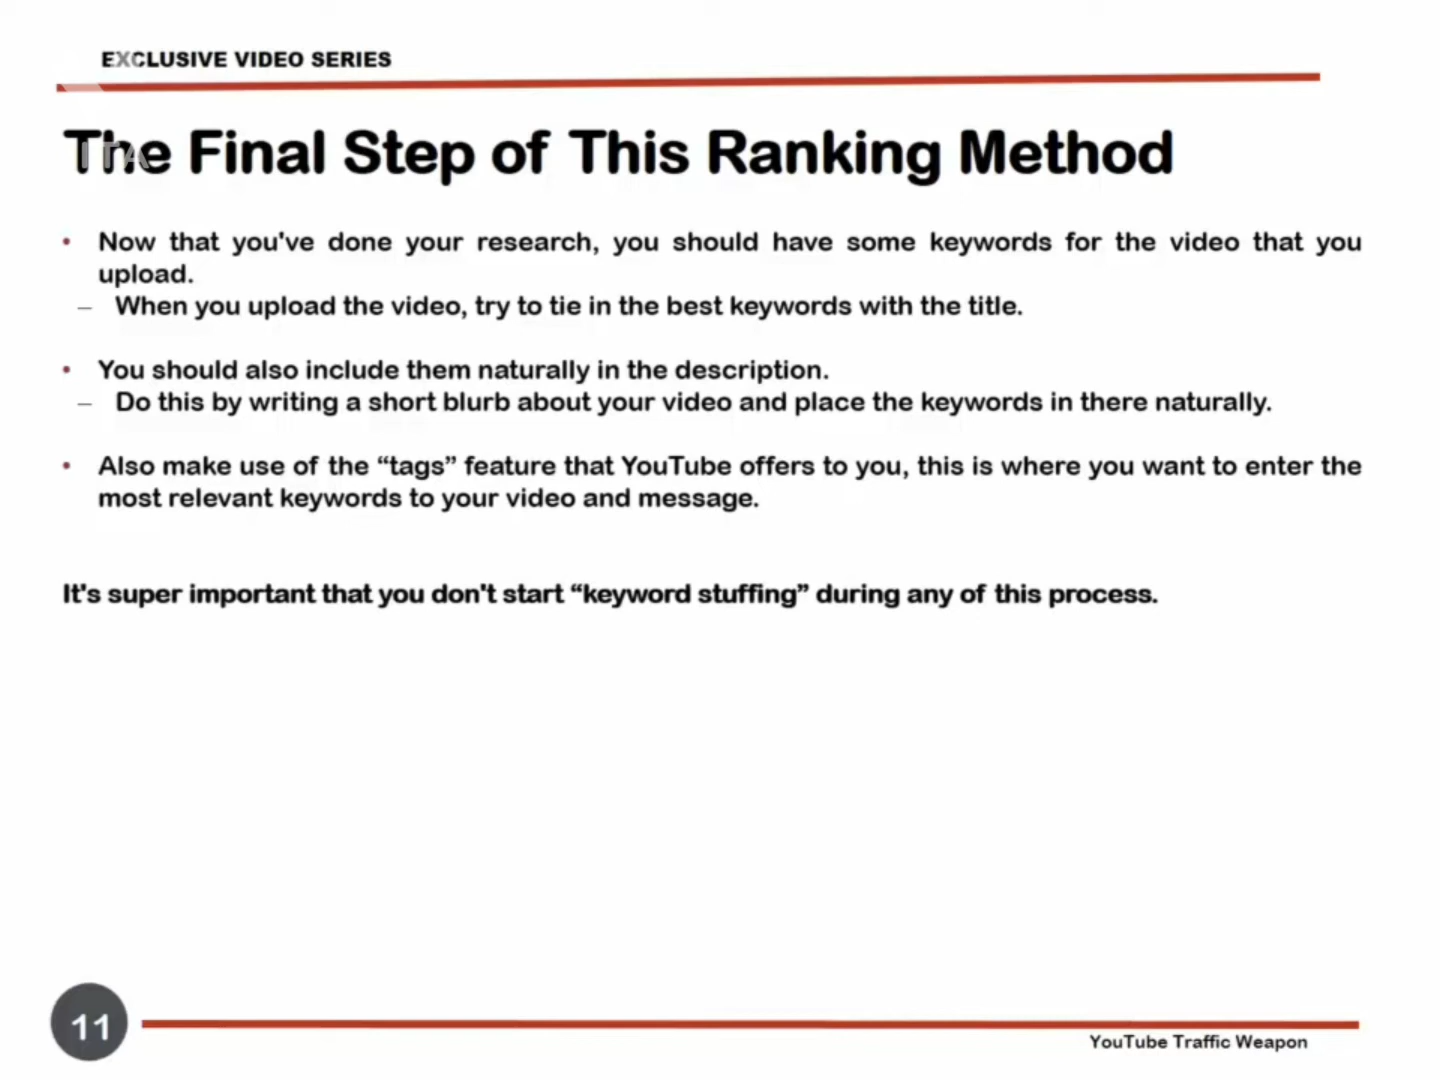 EXCLUSIVE VIDEO SERIES
The Final Step of This Ranking Method
• Now that you've done your research, you should have some keywords for the video that you
upload.
– When you upload the video, try to tie in the best keywords with the title.
• You should also include them naturally in the description.
– Do this by writing a short blurb about your video and place the keywords in there naturally.
• Also make use of the “tags” feature that YouTube offers to you, this is where you want to enter the
most relevant keywords to your video and message.
It's super important that you don't start “keyword stuffing” during any of this process.
11
YouTube Traffic Weapon